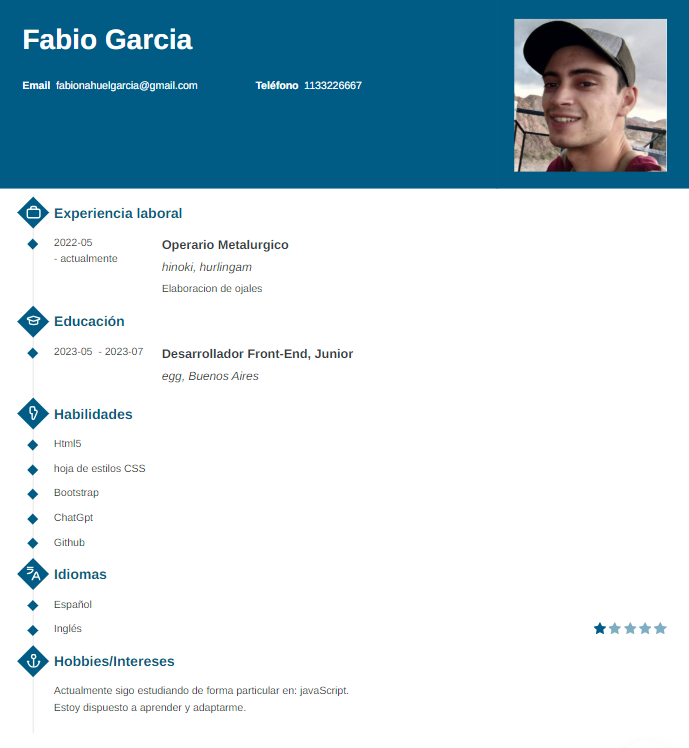 Fabio Garcia
Email fabionahuelgarcia@gmail.com Teléfono 1133226667
Experiencia laboral
2022-05
- actualmente
Operario Metalurgico
hinoki, hurlingam
Elaboracion de ojales
Educación
2023-05 - 2023-07
Desarrollador Front-End, Junior
egg, Buenos Aires
Habilidades
Html5
hoja de estilos CSS
Bootstrap
ChatGpt
Github
Idiomas
Español
Inglés
Hobbies/Intereses
Actualmente sigo estudiando de forma particular en: javaScript.
Estoy dispuesto a aprender y adaptarme.